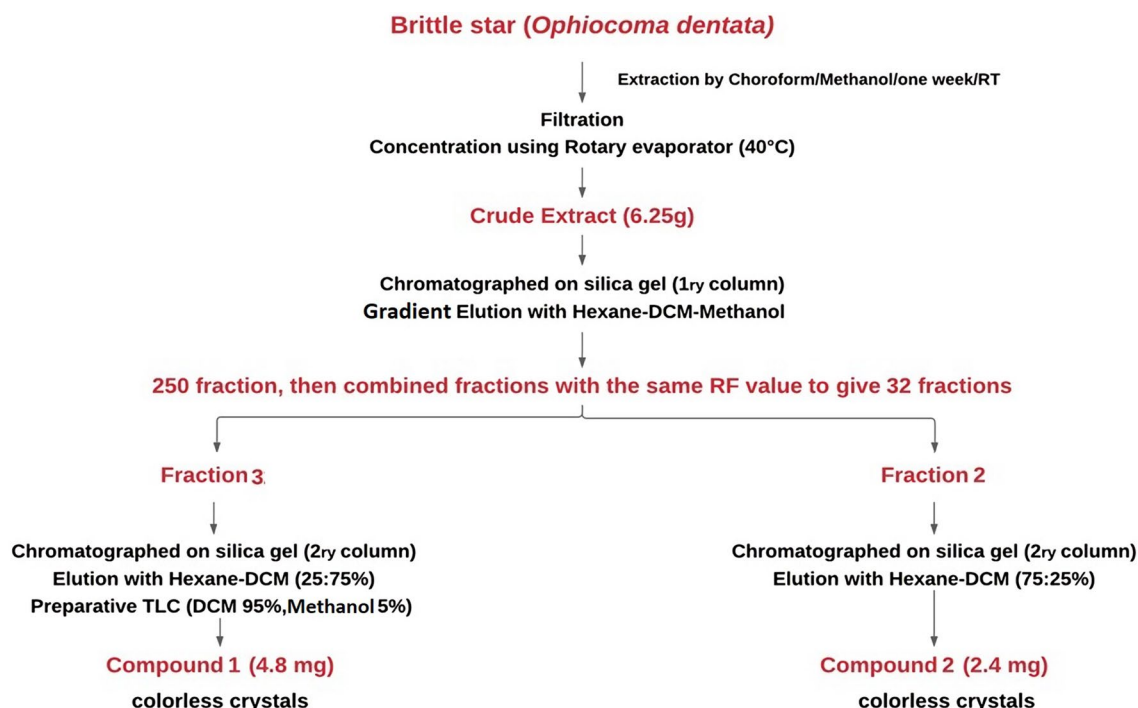 Brittle star (Ophiocoma dentata)
Extraction by Choroform/Methanol/one week/RT
Filtration
Concentration using Rotary evaporator (40°C)
Crude Extract (6.25g)
Chromatographed on silica gel (1ry column)
Gradient Elution with Hexane-DCM-Methanol
250 fraction, then combined fractions with the same RF value to give 32 fractions
Fraction 3
Chromatographed on silica gel (2ry column)
Elution with Hexane-DCM (25:75%)
Preparative TLC (DCM 95%,Methanol 5%)
Compound 1 (4.8 mg)
colorless crystals
Fraction 2
Chromatographed on silica gel (2ry column)
Elution with Hexane-DCM (75:25%)
Compound 2 (2.4 mg)
colorless crystals